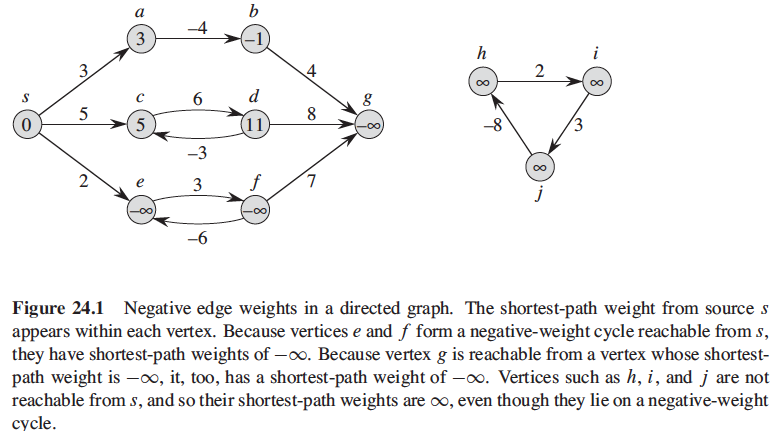 a b
3 –4 –1
3 4
s c 6 d g
0 5 5 11 8 –∞
–3
2 e 3 f 7
–∞ –∞
–6
h i
∞ 2 ∞
–8 3
∞
j
Figure 24.1 Negative edge weights in a directed graph. The shortest-path weight from source s
appears within each vertex. Because vertices e and f form a negative-weight cycle reachable from s,
they have shortest-path weights of −∞. Because vertex g is reachable from a vertex whose shortest-
path weight is −∞, it, too, has a shortest-path weight of −∞. Vertices such as h, i, and j are not
reachable from s, and so their shortest-path weights are ∞, even though they lie on a negative-weight
cycle.